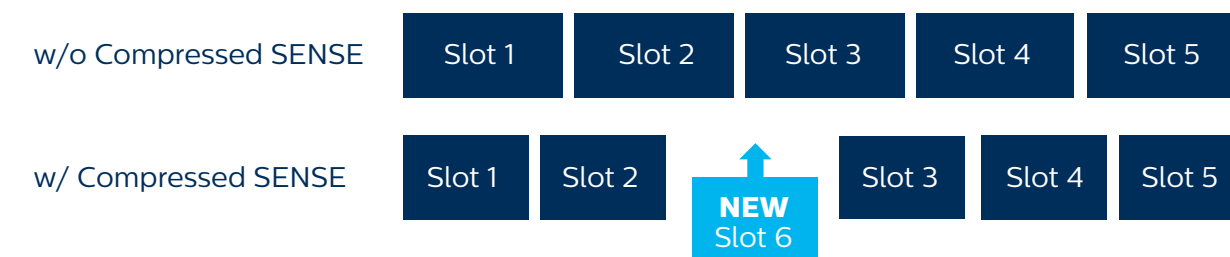 w/o Compressed SENSE Slot 1 Slot 2 Slot 3 Slot 4 Slot 5
w/ Compressed SENSE Slot 1 Slot 2 Slot 3 Slot 4 Slot 5
NEW
Slot 6